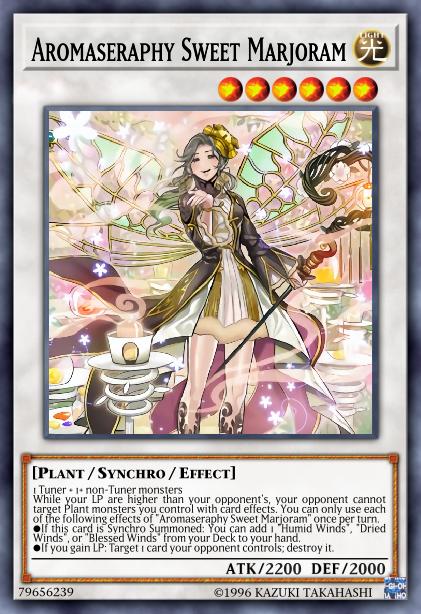 AROMASERAPHY SWEET MARJORAM
LIGHT
光
[PLANT / SYNCHRO / EFFECT]
1 Tuner + 1+ non-Tuner monsters
While your LP are higher than your opponent's, your opponent cannot
target Plant monsters you control with card effects. You can only use each
of the following effects of "Aromaseraphy Sweet Marjoram" once per turn.
●If this card is Synchro Summoned: You can add 1 "Humid Winds", "Dried
Winds", or "Blessed Winds" from your Deck to your hand.
●If you gain LP: Target 1 card your opponent controls; destroy it.
ATK/2200 DEF/2000
79656239
©1996 KAZUKI TAKAHASHI